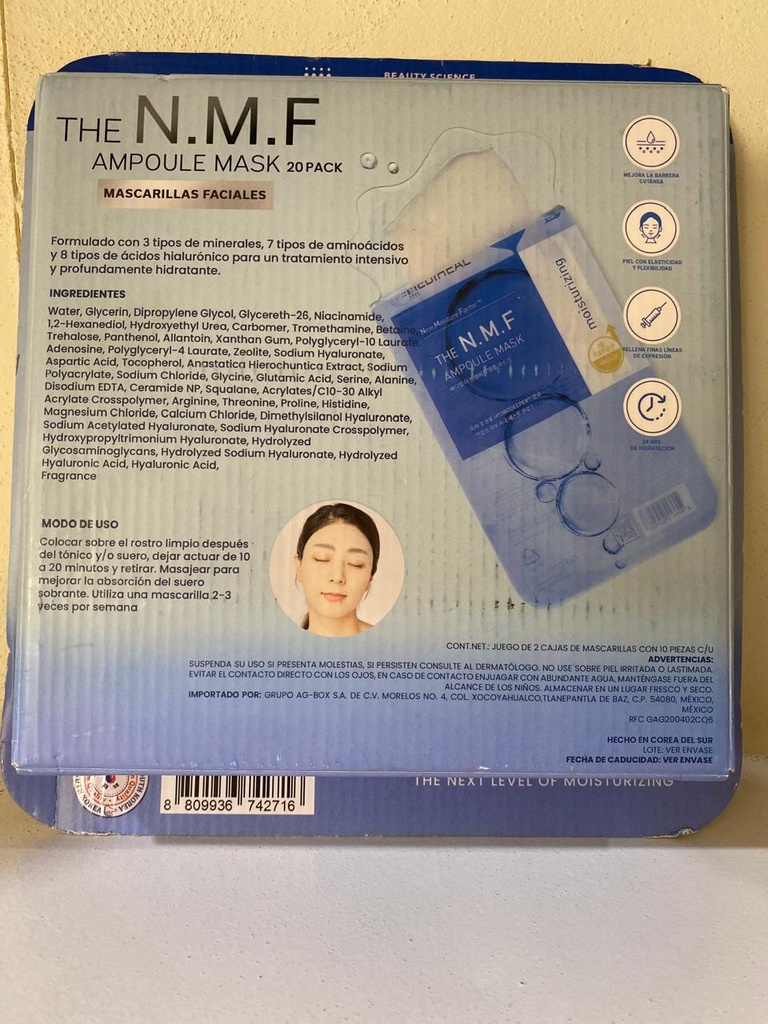 BEAUTY SCIENCE
THE N.M.F
AMPOULE MASK 20 PACK
MASCARILLAS FACIALES
Formulado con 3 tipos de minerales, 7 tipos de aminoácidos
y 8 tipos de ácidos hialurónico para un tratamiento intensivo
y profundamente hidratante.
INGREDIENTES
Water, Glycerin, Dipropylene Glycol, Glycereth-26, Niacinamide,
1,2-Hexanediol, Hydroxyethyl Urea, Carbomer, Tromethamine, Betaine,
Trehalose, Panthenol, Allantoin, Xanthan Gum, Polyglyceryl-10 Laurate,
Adenosine, Polyglyceryl-4 Laurate, Zeolite, Sodium Hyaluronate,
Aspartic Acid, Tocopherol, Anastatica Hierochuntica Extract, Sodium
Polyacrylate, Sodium Chloride, Glycine, Glutamic Acid, Serine, Alanine,
Disodium EDTA, Ceramide NP, Squalane, Acrylates/C10-30 Alkyl
Acrylate Crosspolymer, Arginine, Threonine, Proline, Histidine,
Magnesium Chloride, Calcium Chloride, Dimethylsilanol Hyaluronate,
Sodium Acetylated Hyaluronate, Sodium Hyaluronate Crosspolymer,
Hydroxypropyltrimonium Hyaluronate, Hydrolyzed
Glycosaminoglycans, Hydrolyzed Sodium Hyaluronate, Hydrolyzed
Hyaluronic Acid, Hyaluronic Acid,
Fragrance
MODO DE USO
Colocar sobre el rostro limpio después
del tónico y/o suero, dejar actuar de 10
a 20 minutos y retirar. Masajear para
mejorar la absorción del suero
sobrante. Utiliza una mascarilla 2-3
veces por semana
MEDIHEAL
New Moisture Factor™
THE N.M.F
AMPOULE MASK
moisturizing
MEJORA LA BARRERA
CUTÁNEA
PIEL CON ELASTICIDAD
Y FLEXIBILIDAD
RELLENA FINAS LÍNEAS
DE EXPRESIÓN
24 HRS
DE HIDRATACIÓN
CONT.NET.: JUEGO DE 2 CAJAS DE MASCARILLAS CON 10 PIEZAS C/U
ADVERTENCIAS:
SUSPENDA SU USO SI PRESENTA MOLESTIAS, SI PERSISTEN CONSULTE AL DERMATÓLOGO. NO USE SOBRE PIEL IRRITADA O LASTIMADA.
EVITAR EL CONTACTO DIRECTO CON LOS OJOS, EN CASO DE CONTACTO ENJUAGAR CON ABUNDANTE AGUA. MANTÉNGASE FUERA DEL
ALCANCE DE LOS NIÑOS. ALMACENAR EN UN LUGAR FRESCO Y SECO.
IMPORTADO POR: GRUPO AG-BOX S.A. DE C.V. MORELOS NO. 4, COL. XOCOYAHUALCO,TLANEPANTLA DE BAZ, C.P. 54080, MÉXICO,
MÉXICO
RFC GAG200402CQ6
HECHO EN COREA DEL SUR
LOTE: VER ENVASE
FECHA DE CADUCIDAD: VER ENVASE
8 809936 742716
THE NEXT LEVEL OF MOISTURIZING